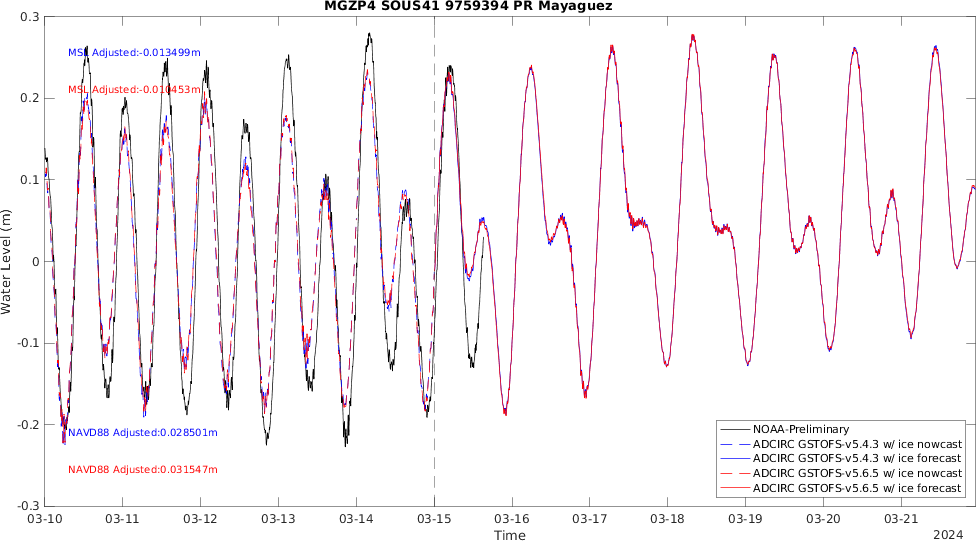 MGZP4 SOUS41 9759394 PR Mayaguez
0.3
0.2
0.1
0
-0.1
-0.2
-0.3
Water Level (m)
MSL Adjusted:-0.013499m
MSL Adjusted:-0.010453m
NAVD88 Adjusted:0.028501m
NAVD88 Adjusted:0.031547m
NOAA-Preliminary
ADCIRC GSTOFS-v5.4.3 w/ ice nowcast
ADCIRC GSTOFS-v5.4.3 w/ ice forecast
ADCIRC GSTOFS-v5.6.5 w/ ice nowcast
ADCIRC GSTOFS-v5.6.5 w/ ice forecast
03-10 03-11 03-12 03-13 03-14 03-15 03-16 03-17 03-18 03-19 03-20 03-21
Time
2024